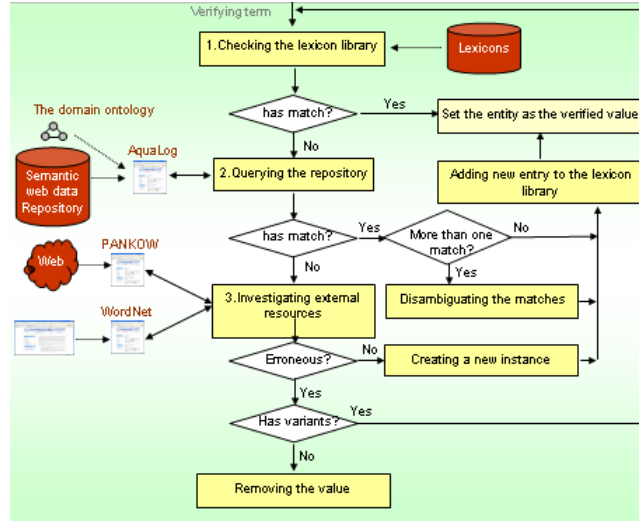 Verifying term
1.Checking the lexicon library
Lexicons
has match?
Yes
Set the entity as the verified value
No
The domain ontology
AquaLog
Semantic
web data
Repository
2.Querying the repository
Adding new entry to the lexicon
library
has match?
Yes
More than one
match?
No
No
Yes
Web
PANKOW
3.Investigating external
resources
Disambiguating the matches
WordNet
Erroneous?
No
Creating a new instance
Yes
Has variants?
Yes
No
Removing the value